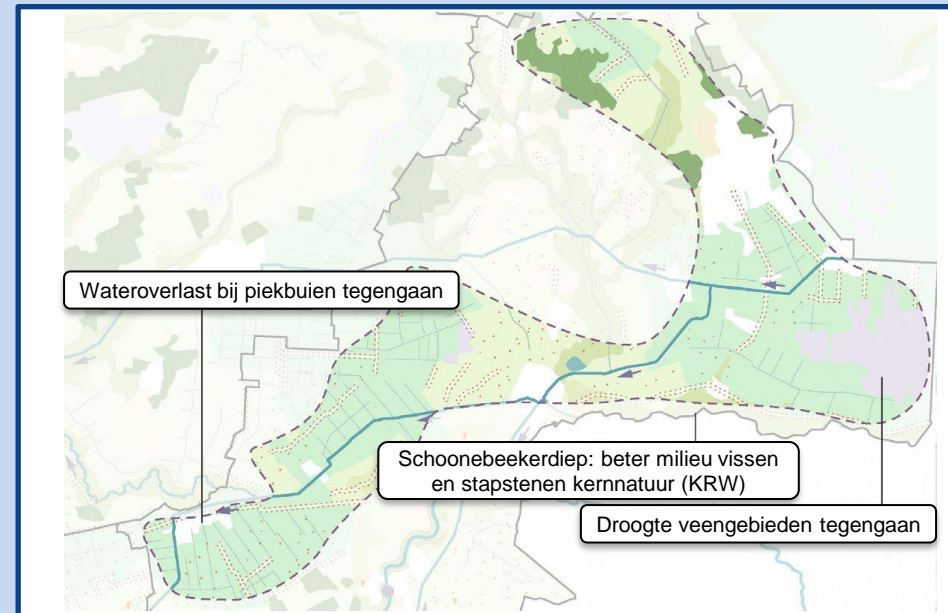 Wateroverlast bij piekbuien tegengaan
Schoonebeekerdiep: beter milieu vissen
en stapstenen kernnatuur (KRW)
Droogte veengebieden tegengaan